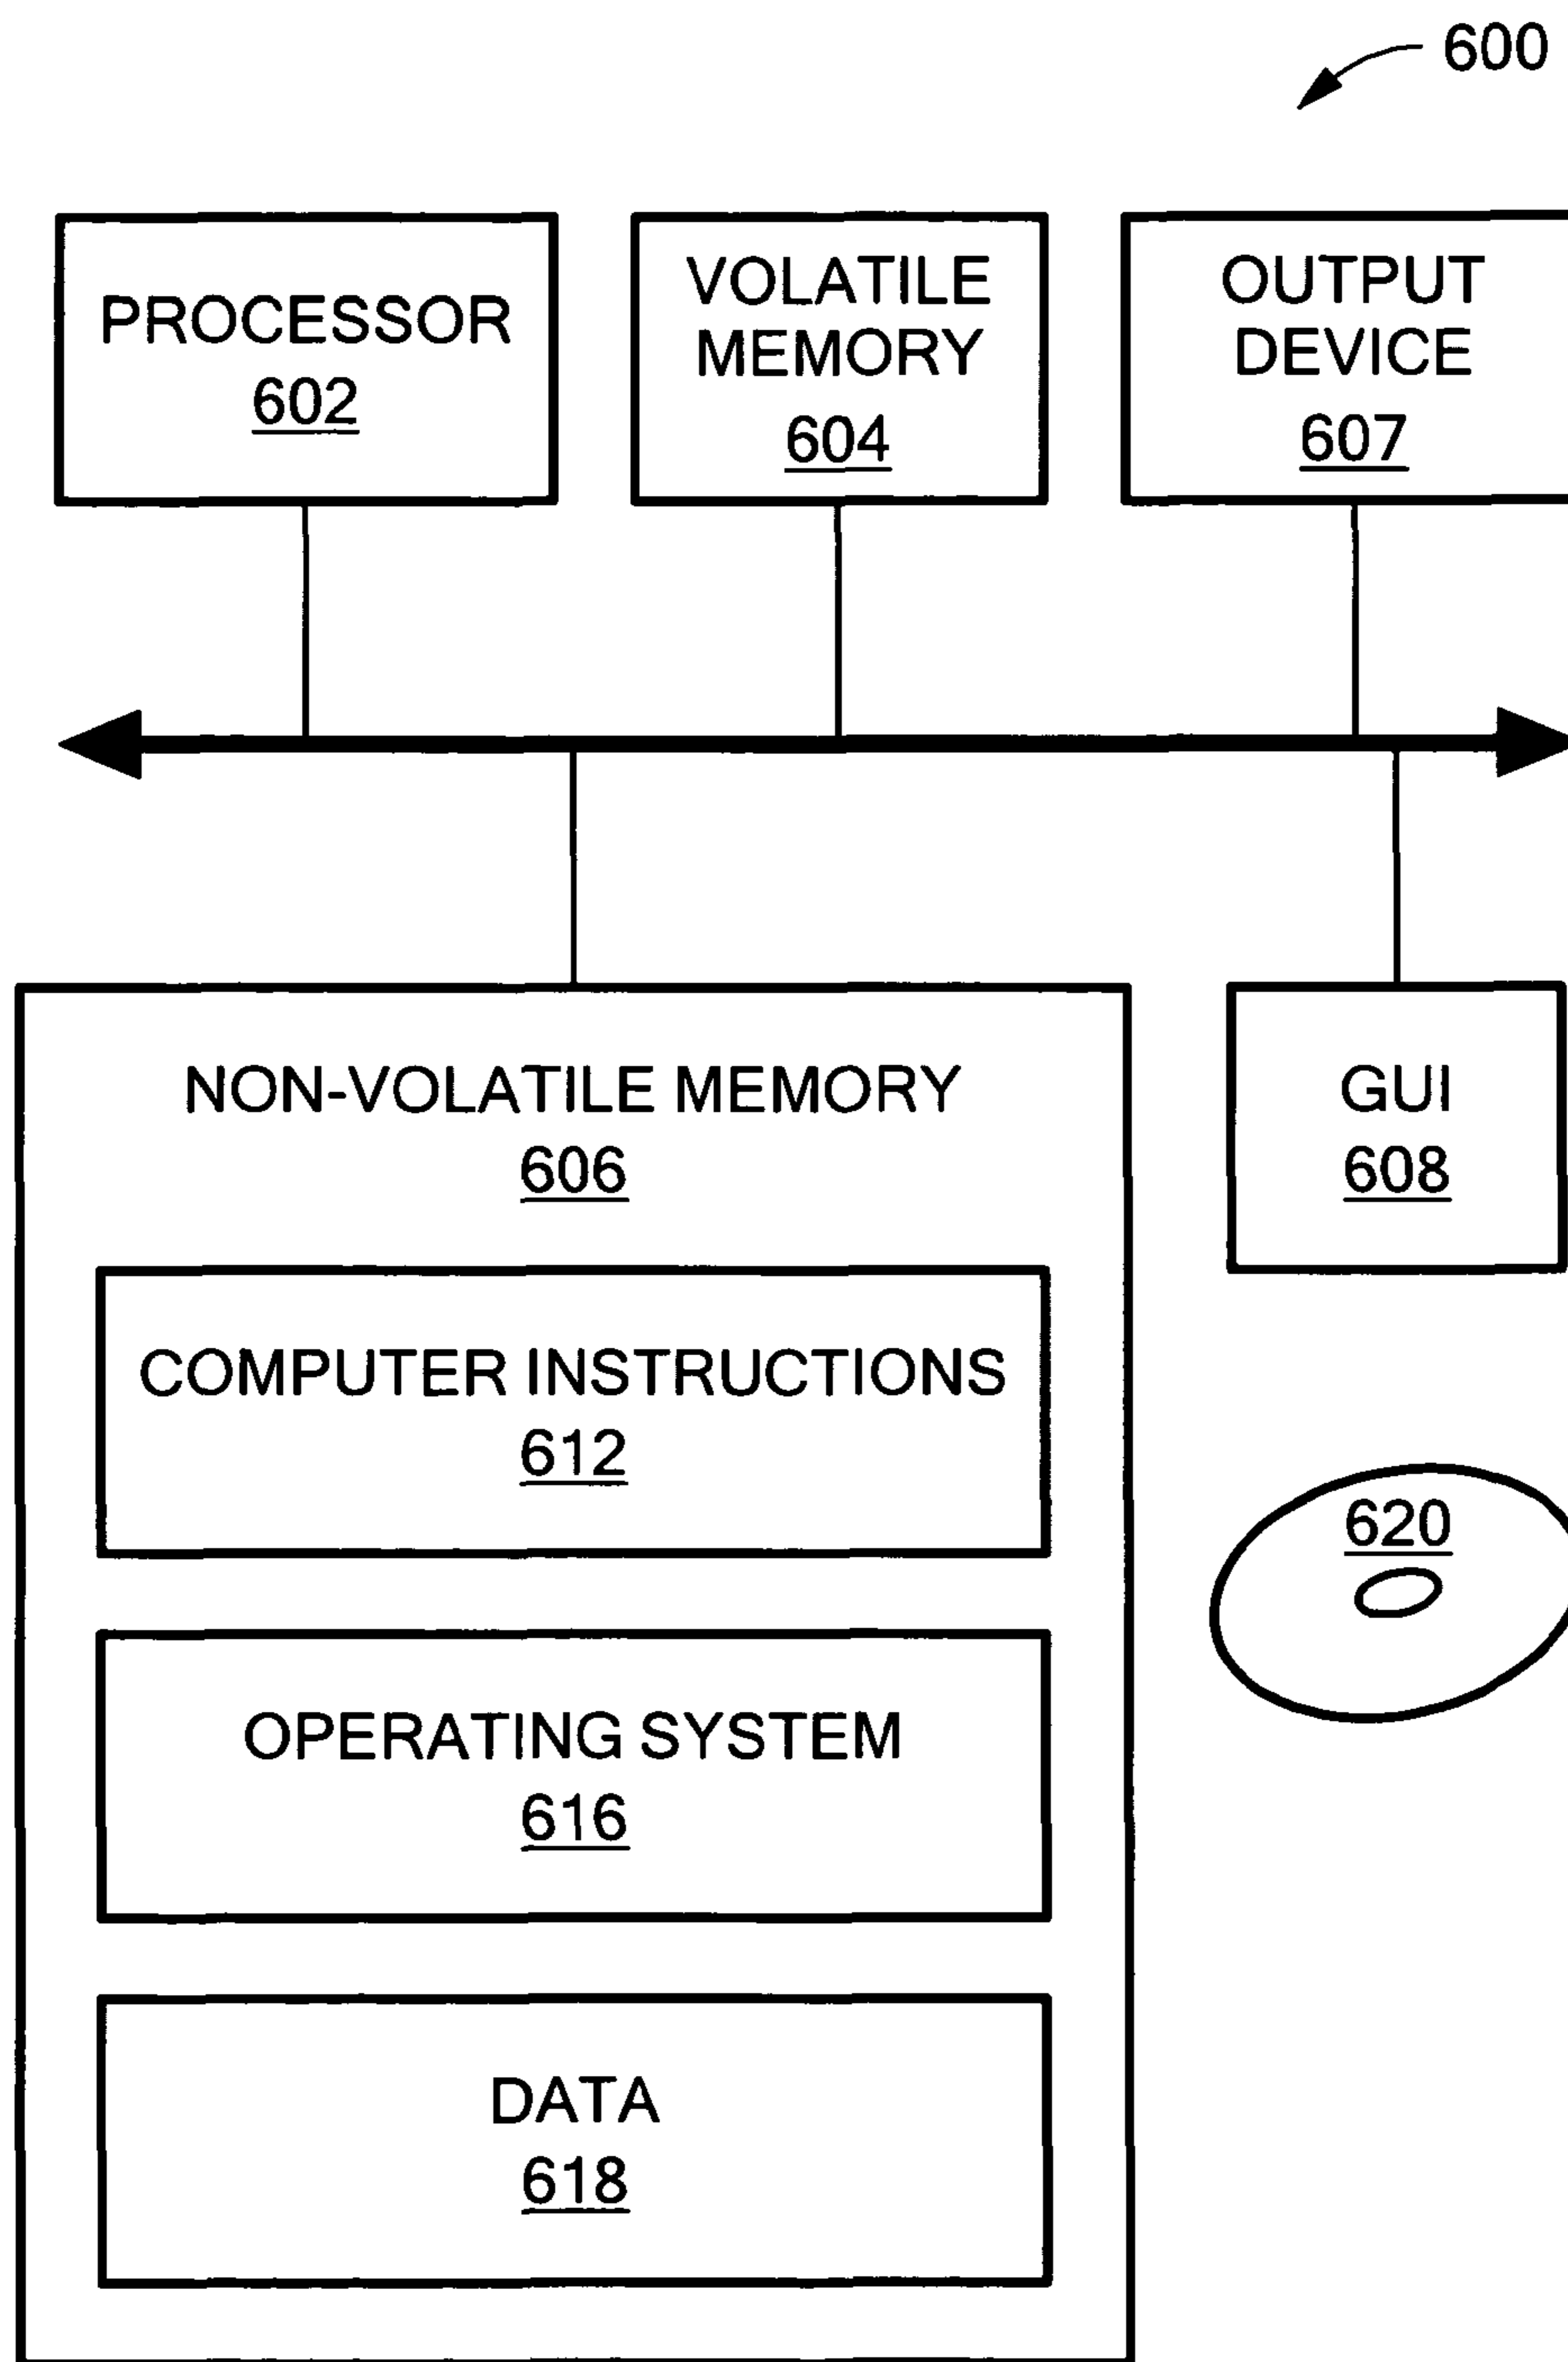 600
PROCESSOR
602
VOLATILE
MEMORY
604
OUTPUT
DEVICE
607
NON-VOLATILE MEMORY
606
GUI
608
COMPUTER INSTRUCTIONS
612
620
OPERATING SYSTEM
616
DATA
618